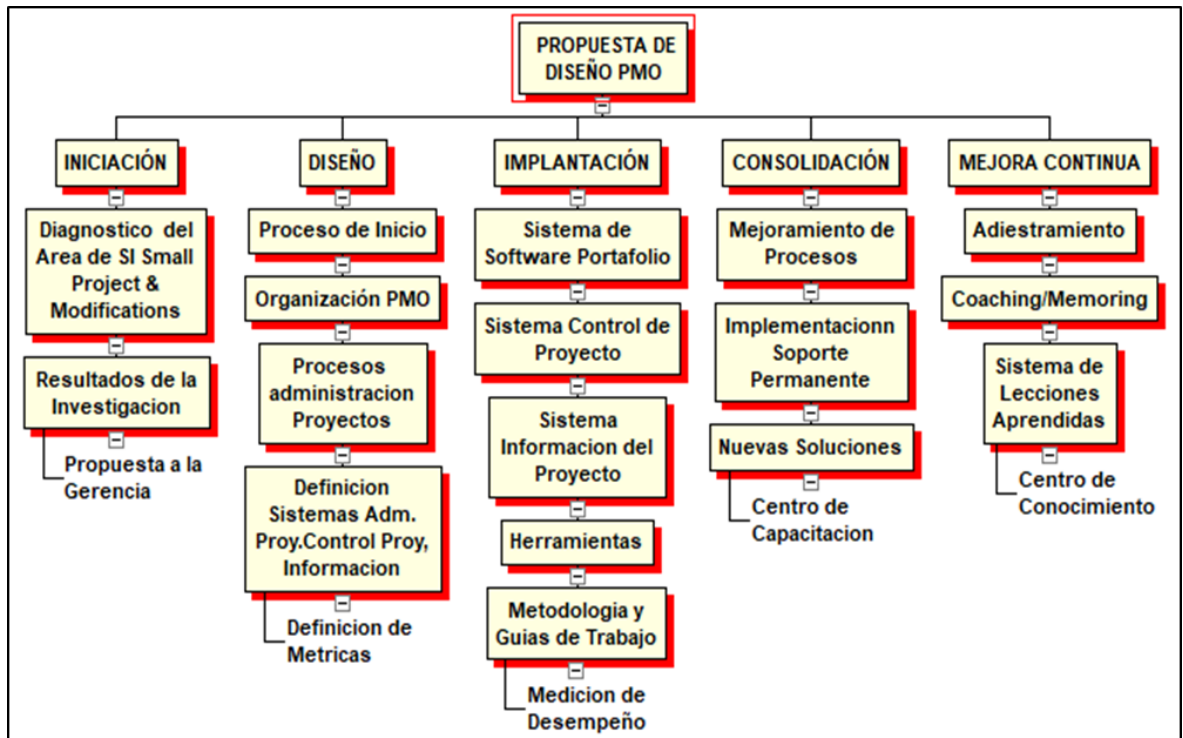 PROPUESTA DE
DISEÑO PMO
INICIACIÓN
Diagnostico del
Area de SI Small
Project &
Modifications
Resultados de la
Investigacion
Propuesta a la
Gerencia
DISEÑO
Proceso de Inicio
Organización PMO
Procesos
administracion
Proyectos
Definicion
Sistemas Adm.
Proy.Control Proy,
Informacion
Definicion de
Metricas
IMPLANTACIÓN
Sistema de
Software Portafolio
Sistema Control de
Proyecto
Sistema
Informacion del
Proyecto
Herramientas
Metodologia y
Guias de Trabajo
Medicion de
Desempeño
CONSOLIDACIÓN
Mejoramiento de
Procesos
Implementacionn
Soporte
Permanente
Nuevas Soluciones
Centro de
Capacitacion
MEJORA CONTINUA
Adiestramiento
Coaching/Memoring
Sistema de
Lecciones
Aprendidas
Centro de
Conocimiento